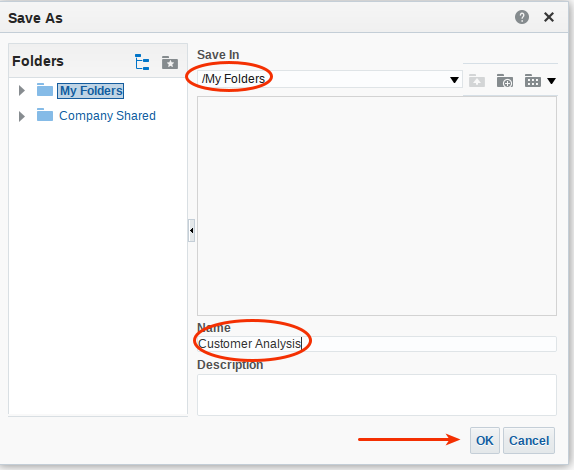 Save As
Folders
My Folders
Company Shared
Save In
/My Folders
Name
Customer Analysis
Description
OK
Cancel